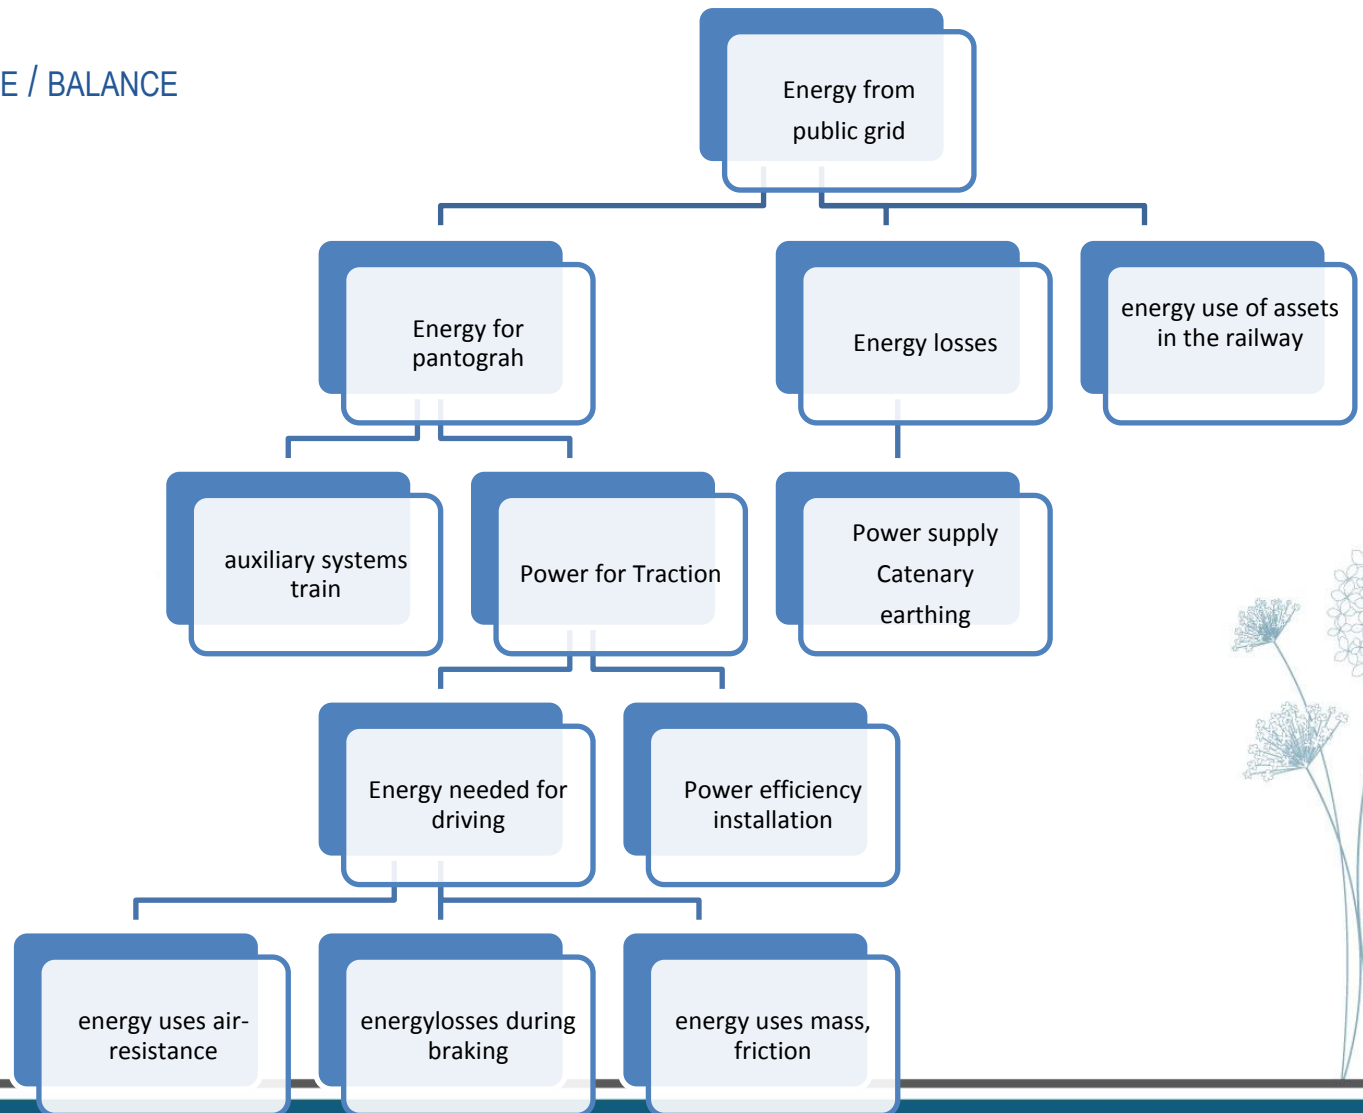 E / BALANCE
Energy from
public grid
Energy for
pantograh
Energy losses
energy use of assets
in the railway
auxiliary systems
train
Power for Traction
Power supply
Catenary
earthing
Energy needed for
driving
Power efficiency
installation
energy uses air-
resistance
energylosses during
braking
energy uses mass,
friction